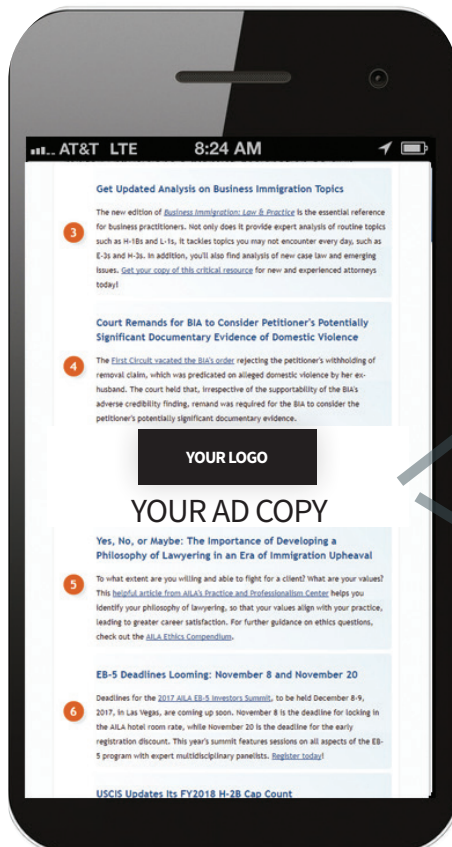 AT&T LTE 8:24 AM
Get Updated Analysis on Business Immigration Topics
3
The new edition of Business Immigration: Law & Practice is the essential reference
for business practitioners. Not only does it provide expert analysis of routine topics
such as H-1Bs and L-1s, it tackles topics you may not encounter every day, such as
E-3s and H-3s. In addition, you'll also find analysis of new case law and emerging
issues. Get your copy of this critical resource for new and experienced attorneys
today!
Court Remands for BIA to Consider Petitioner's Potentially
Significant Documentary Evidence of Domestic Violence
4
The First Circuit vacated the BIA's order rejecting the petitioner's withholding of
removal claim, which was predicated on alleged domestic violence by her ex-
husband. The court held that, irrespective of the supportability of the BIA's
adverse credibility finding, remand was required for the BIA to consider the
petitioner's potentially significant documentary evidence.
YOUR LOGO
YOUR AD COPY
Yes, No, or Maybe: The Importance of Developing a
Philosophy of Lawyering in an Era of Immigration Upheaval
5
To what extent are you willing and able to fight for a client? What are your values?
This helpful article from AILA's Practice and Professionalism Center helps you
identify your philosophy of lawyering, so that your values align with your practice,
leading to greater career satisfaction. For further guidance on ethics questions,
check out the AILA Ethics Compendium.
EB-5 Deadlines Looming: November 8 and November 20
6
Deadlines for the 2017 AILA EB-5 Investors Summit, to be held December 8-9,
2017, in Las Vegas, are coming up soon. November 8 is the deadline for locking in
the AILA hotel room rate, while November 20 is the deadline for the early
registration discount. This year's summit features sessions on all aspects of the EB-
5 program with expert multidisciplinary panelists. Register today!
USCIS Updates Its FY2018 H-2B Cap Count